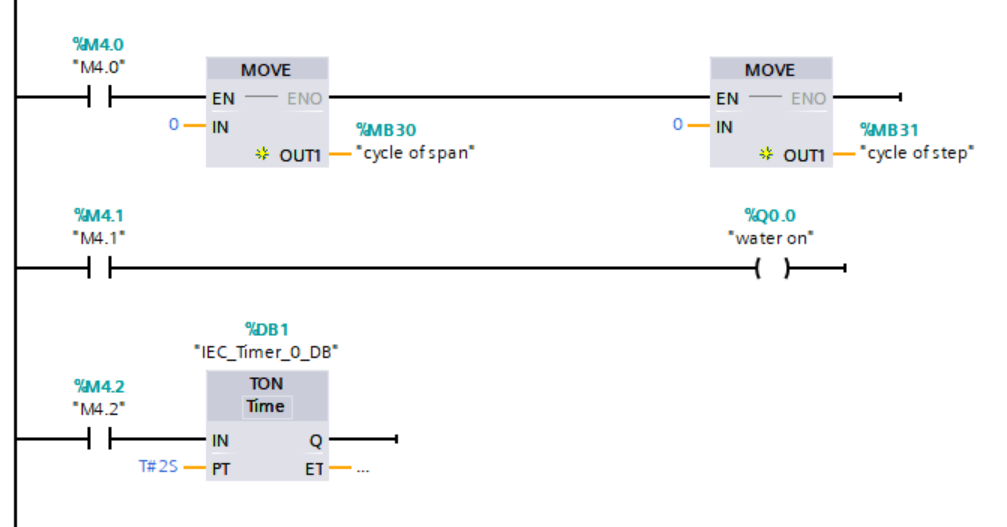 %M4.0
"M4.0"
MOVE
MOVE
EN ENO
EN ENO
0 IN
0 IN
%MB30
%MB31
OUT1 "cycle of span"
OUT1 "cycle of step"
%M4.1
"M4.1"
%Q0.0
"water on"
%DB1
"IEC_Timer_0_DB"
%M4.2
"M4.2"
TON
Time
IN Q
T#2S PT ET ...